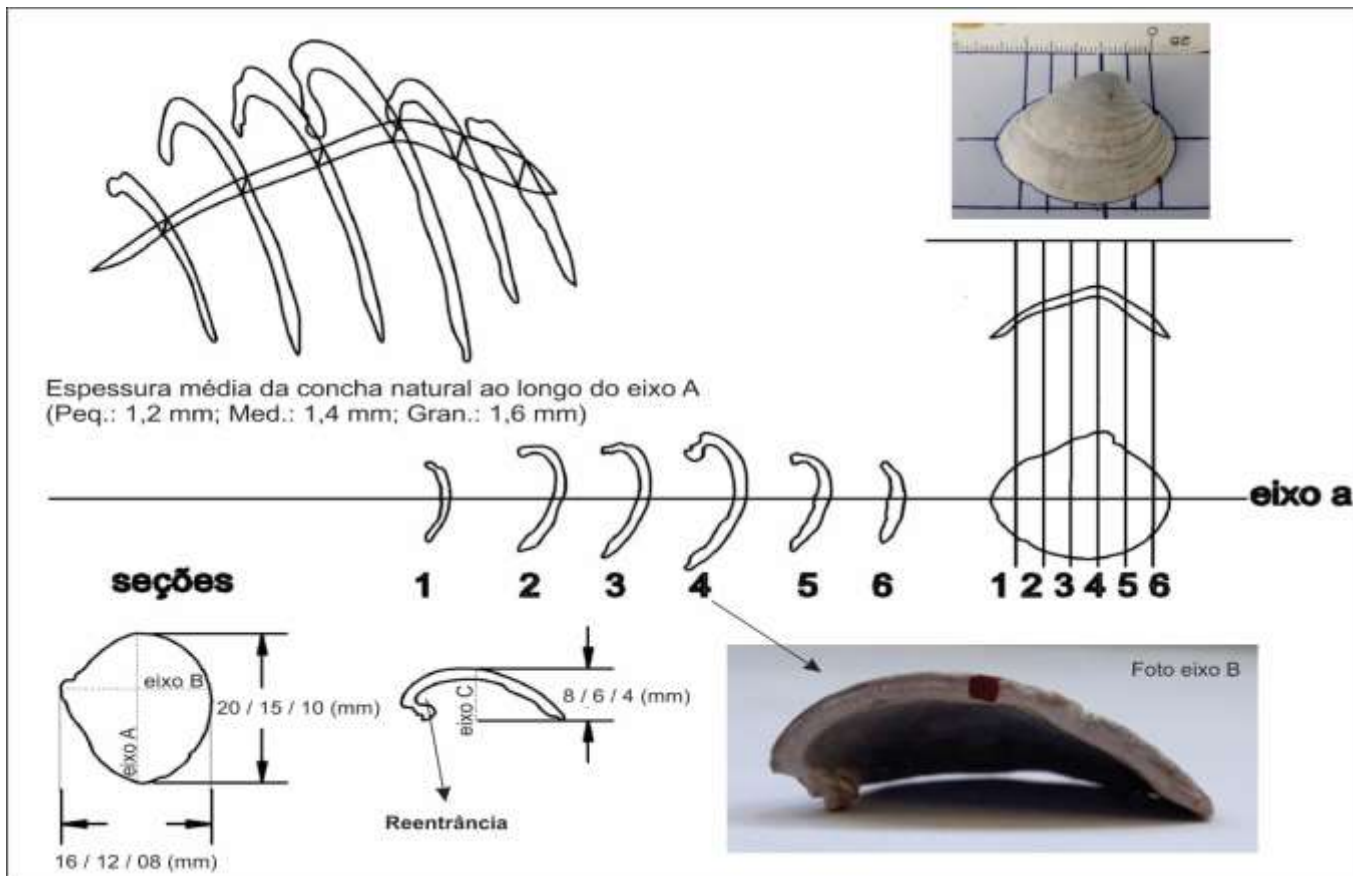 25
Espessura média da concha natural ao longo do eixo A
(Peq.: 1,2 mm; Med.: 1,4 mm; Gran.: 1,6 mm)
eixo a
seções
1 2 3 4 5 6
1 2 3 4 5 6
eixo B
eixo A
20 / 15 / 10 (mm)
16 / 12 / 08 (mm)
eixo C
8 / 6 / 4 (mm)
Reentrância
Foto eixo B